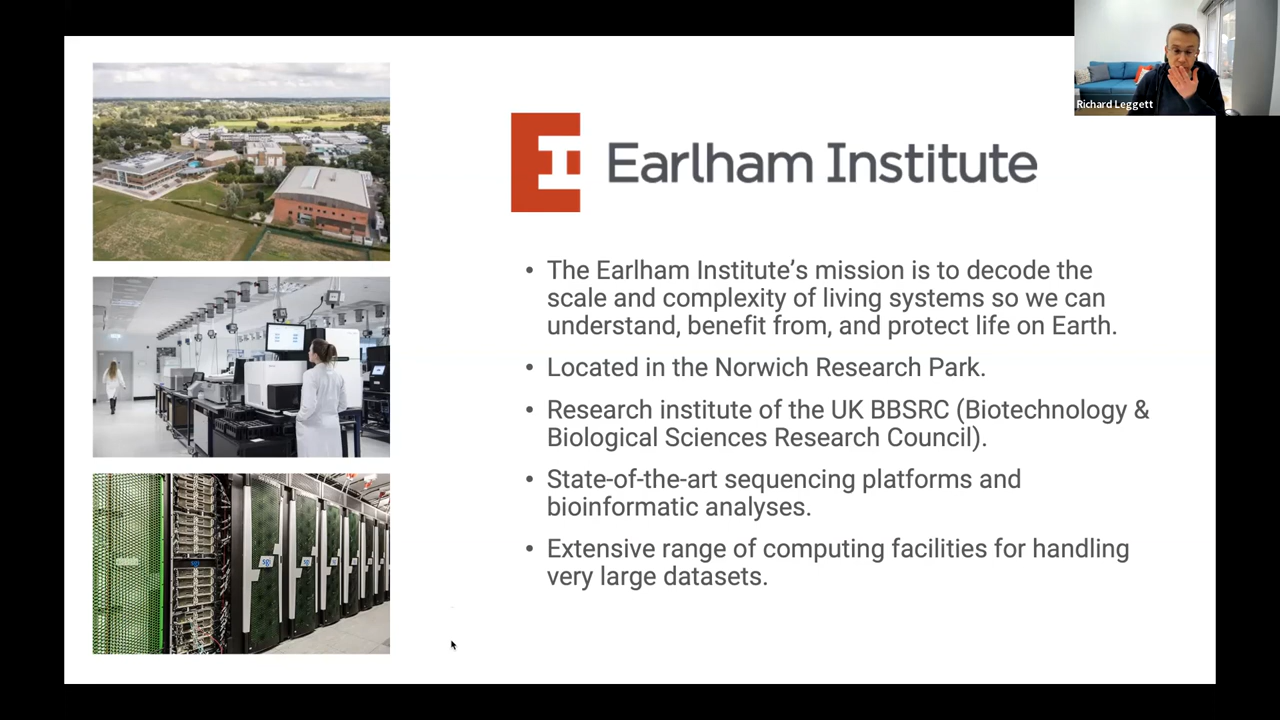 Richard Leggett
Earlham Institute
• The Earlham Institute's mission is to decode the
scale and complexity of living systems so we can
understand, benefit from, and protect life on Earth.
• Located in the Norwich Research Park.
• Research institute of the UK BBSRC (Biotechnology &
Biological Sciences Research Council).
• State-of-the-art sequencing platforms and
bioinformatic analyses.
• Extensive range of computing facilities for handling
very large datasets.